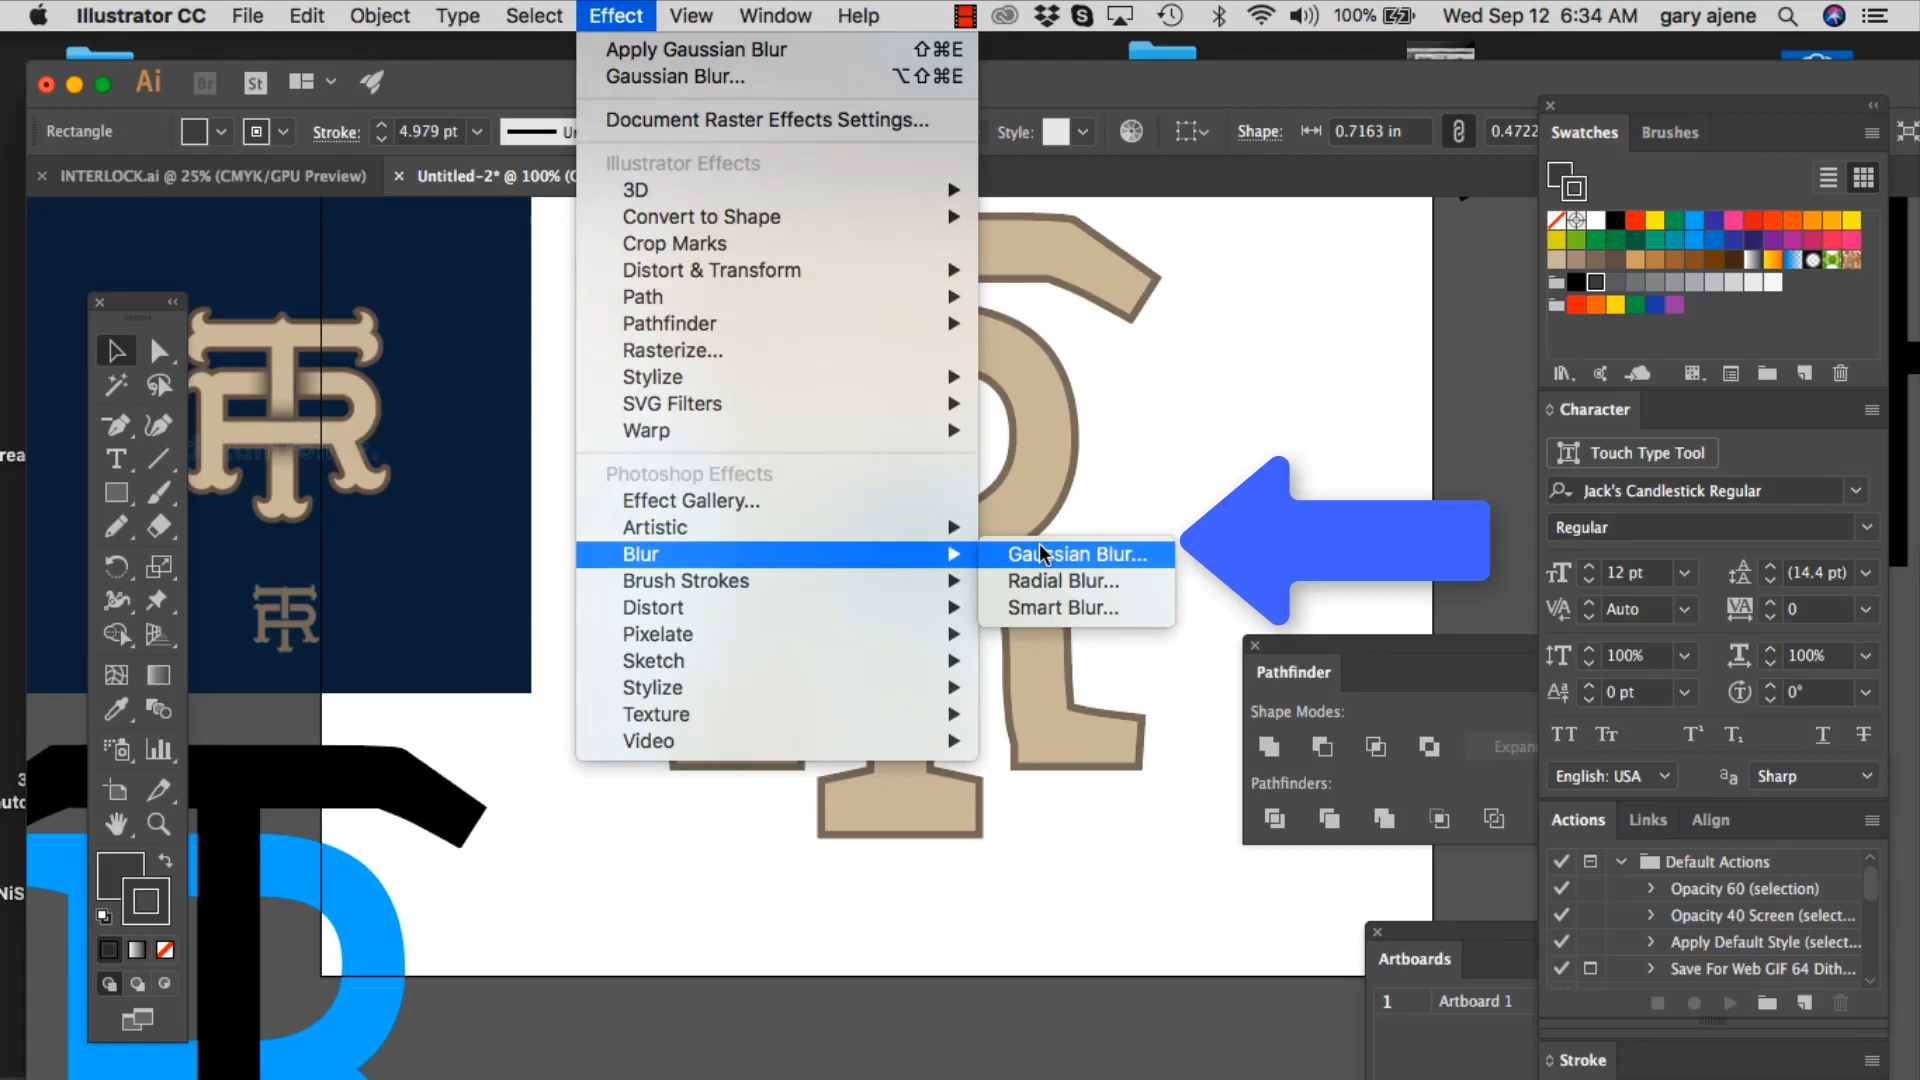 Illustrator CC File Edit Object Type Select Effect View Window Help 100% Wed Sep 12 6:34 AM gary ajene
Apply Gaussian Blur ⇧⌘E
Gaussian Blur... ⌥⇧⌘E
Document Raster Effects Settings...
Illustrator Effects
3D
Convert to Shape
Crop Marks
Distort & Transform
Path
Pathfinder
Rasterize...
Stylize
SVG Filters
Warp
Photoshop Effects
Effect Gallery...
Artistic
Blur
Brush Strokes
Distort
Pixelate
Sketch
Stylize
Texture
Video
Gaussian Blur...
Radial Blur...
Smart Blur...
Ai Br St
Rectangle Stroke: 4.979 pt Style: Shape: 0.7163 in 0.4722
INTERLOCK.ai @ 25% (CMYK/GPU Preview) Untitled-2* @ 100% (
TR
TR
Swatches Brushes
Character
Touch Type Tool
Jack's Candlestick Regular
Regular
12 pt (14.4 pt)
Auto 0
100% 100%
0 pt 0°
English: USA Sharp
Pathfinder
Shape Modes:
Expan
Pathfinders:
Actions Links Align
Default Actions
Opacity 60 (selection)
Opacity 40 Screen (select...
Apply Default Style (select...
Save For Web GIF 64 Dith...
Artboards
1 Artboard 1
Stroke